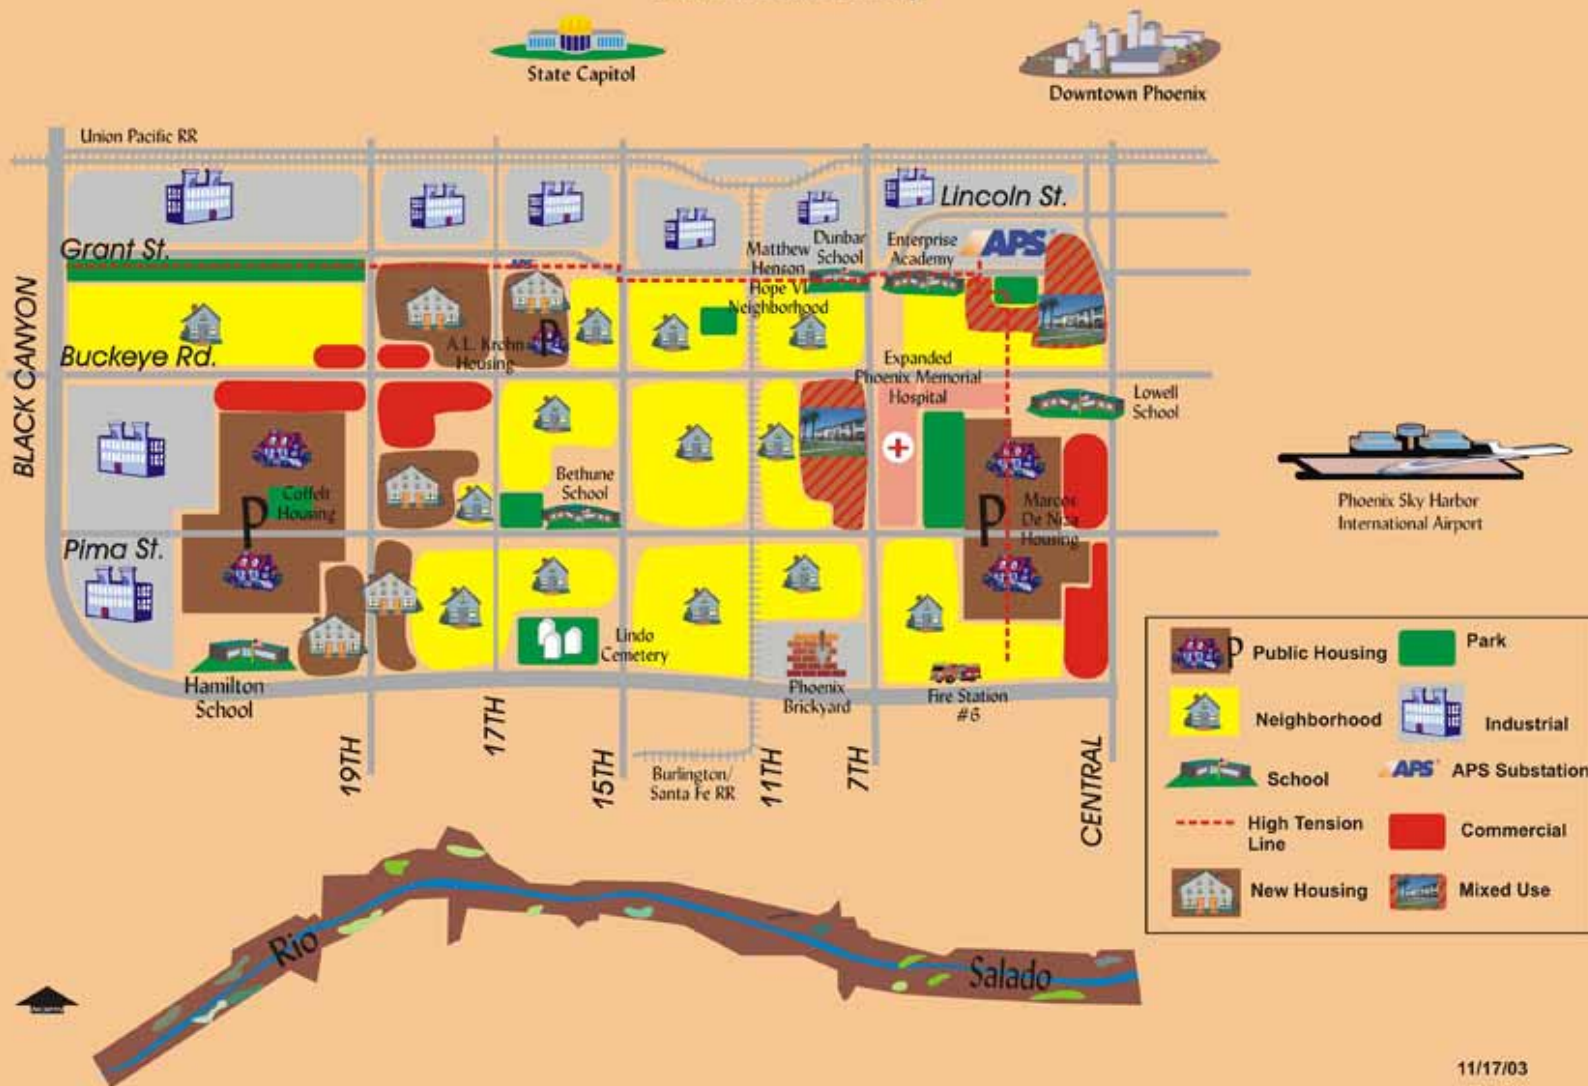 State Capitol
Downtown Phoenix
Union Pacific RR
Lincoln St.
Grant St.
APS
APS
Matthew
Henson
Hope VI
Neighborhood
Dunbar
School
Enterprise
Academy
BLACK CANYON
Buckeye Rd.
A.L. Krohn
Housing
P
Expanded
Phoenix Memorial
Hospital
Lowell
School
Phoenix Sky Harbor
International Airport
Coffelt
Housing
P
Bethune
School
P
Marcos
De Niza
Housing
Pima St.
Hamilton
School
Lindo
Cemetery
Phoenix
Brickyard
Fire Station
#6
19TH
17TH
15TH
Burlington/
Santa Fe RR
11TH
7TH
CENTRAL
P Public Housing
Park
Neighborhood
Industrial
School
APS APS Substation
High Tension
Line
Commercial
New Housing
Mixed Use
Rio
Salado
11/17/03